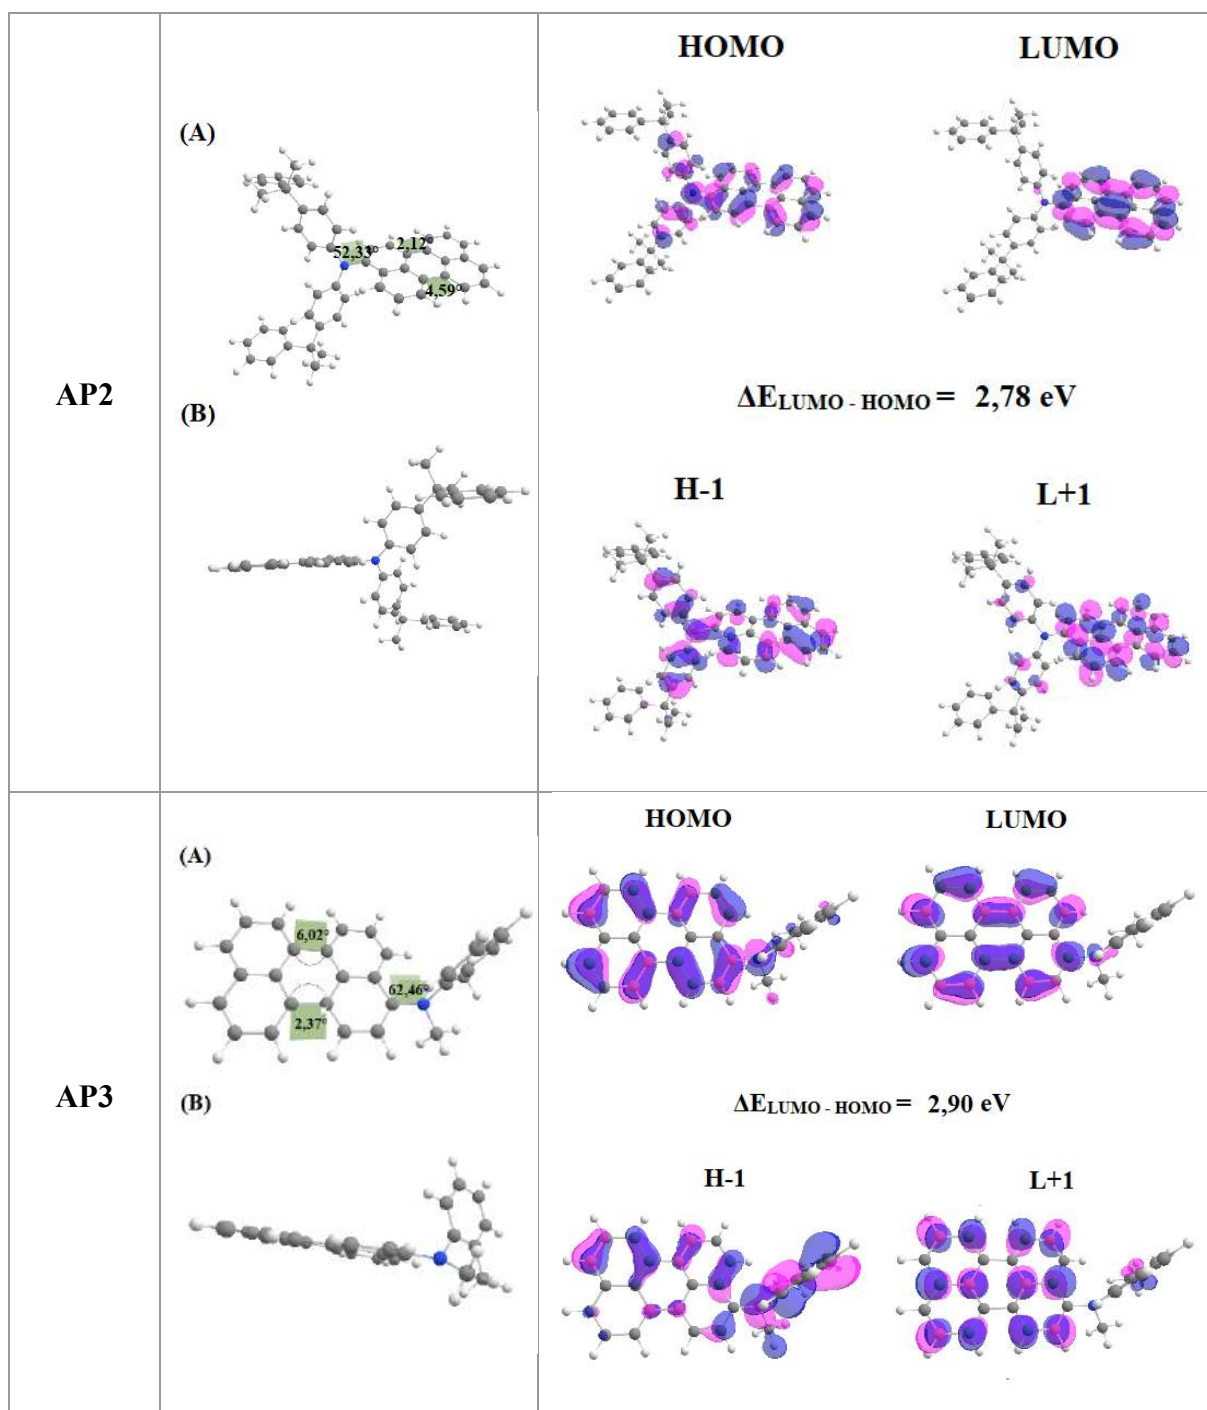 AP2
(A)
52,33°
2,12°
4,59°
(B)
HOMO
LUMO
ΔELUMO - HOMO = 2,78 eV
H-1
L+1
AP3
(A)
6,02°
62,46°
2,37°
(B)
HOMO
LUMO
ΔELUMO - HOMO = 2,90 eV
H-1
L+1